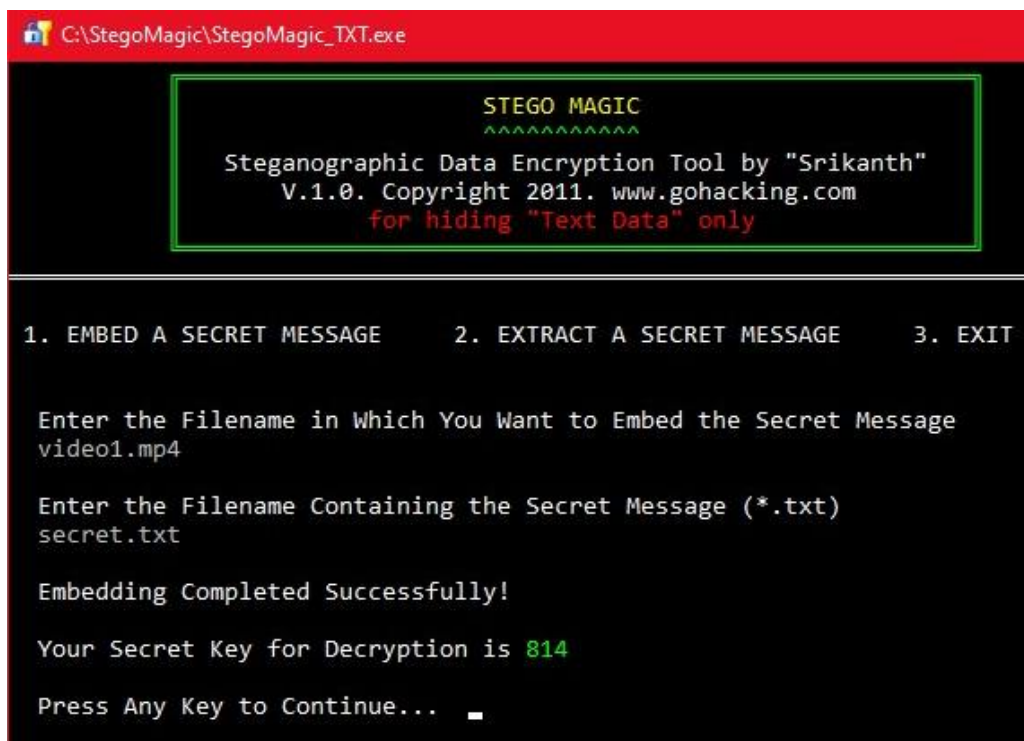 C:\StegoMagic\StegoMagic_TXT.exe
STEGO MAGIC
^^^^^^^^^^^
Steganographic Data Encryption Tool by "Srikanth"
V.1.0. Copyright 2011. www.gohacking.com
for hiding "Text Data" only
1. EMBED A SECRET MESSAGE 2. EXTRACT A SECRET MESSAGE 3. EXIT
Enter the Filename in Which You Want to Embed the Secret Message
video1.mp4
Enter the Filename Containing the Secret Message (*.txt)
secret.txt
Embedding Completed Successfully!
Your Secret Key for Decryption is 814
Press Any Key to Continue... _